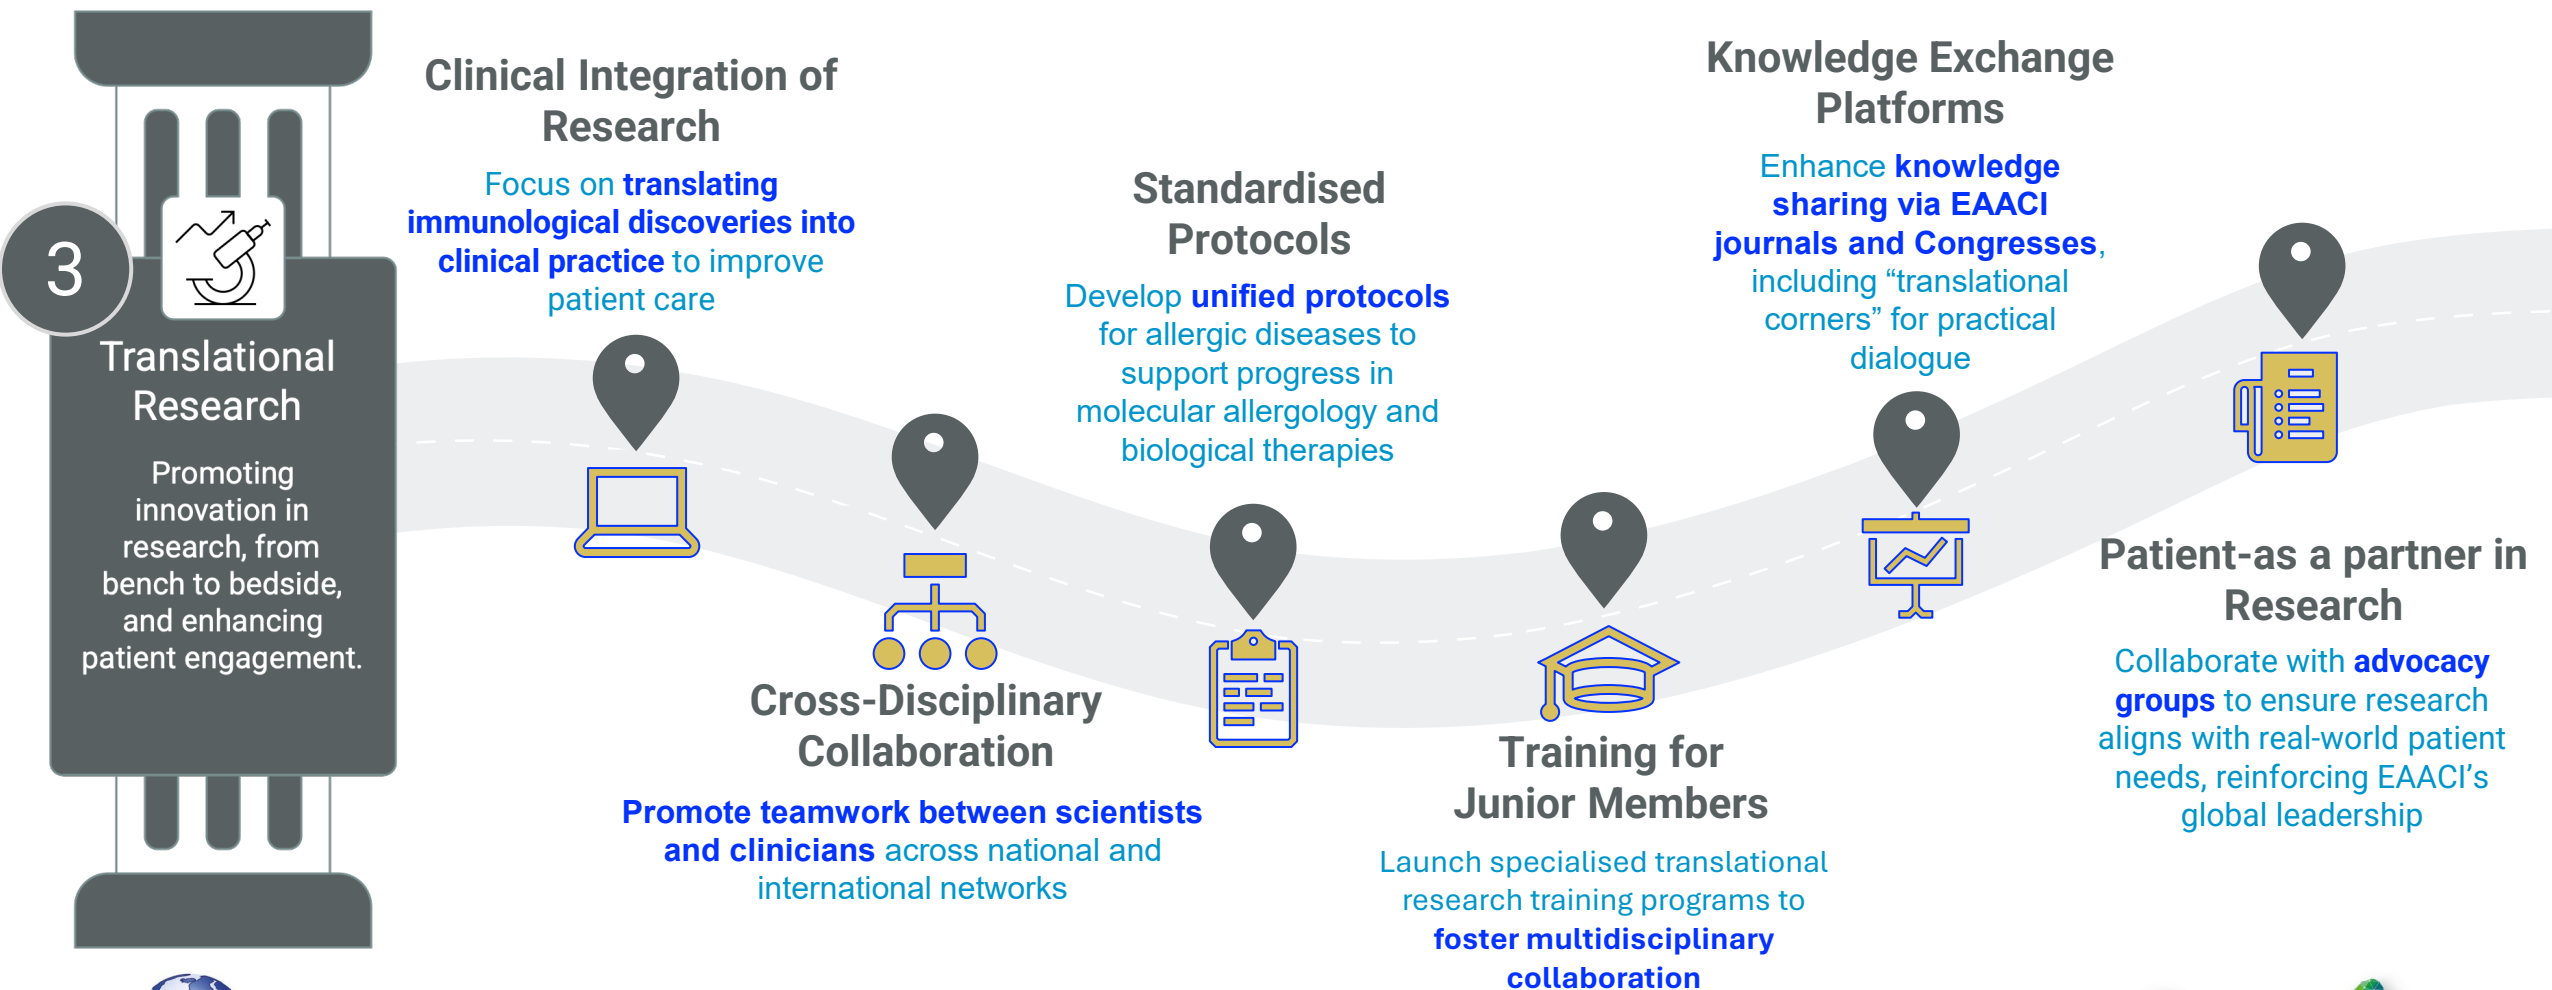 3
Translational
Research
Promoting
innovation in
research, from
bench to bedside,
and enhancing
patient engagement.
Clinical Integration of
Research
Focus on translating
immunological discoveries into
clinical practice to improve
patient care
Cross-Disciplinary
Collaboration
Promote teamwork between scientists
and clinicians across national and
international networks
Standardised
Protocols
Develop unified protocols
for allergic diseases to
support progress in
molecular allergology and
biological therapies
Training for
Junior Members
Launch specialised translational
research training programs to
foster multidisciplinary
collaboration
Knowledge Exchange
Platforms
Enhance knowledge
sharing via EAACI
journals and Congresses,
including “translational
corners” for practical
dialogue
Patient-as a partner in
Research
Collaborate with advocacy
groups to ensure research
aligns with real-world patient
needs, reinforcing EAACI’s
global leadership